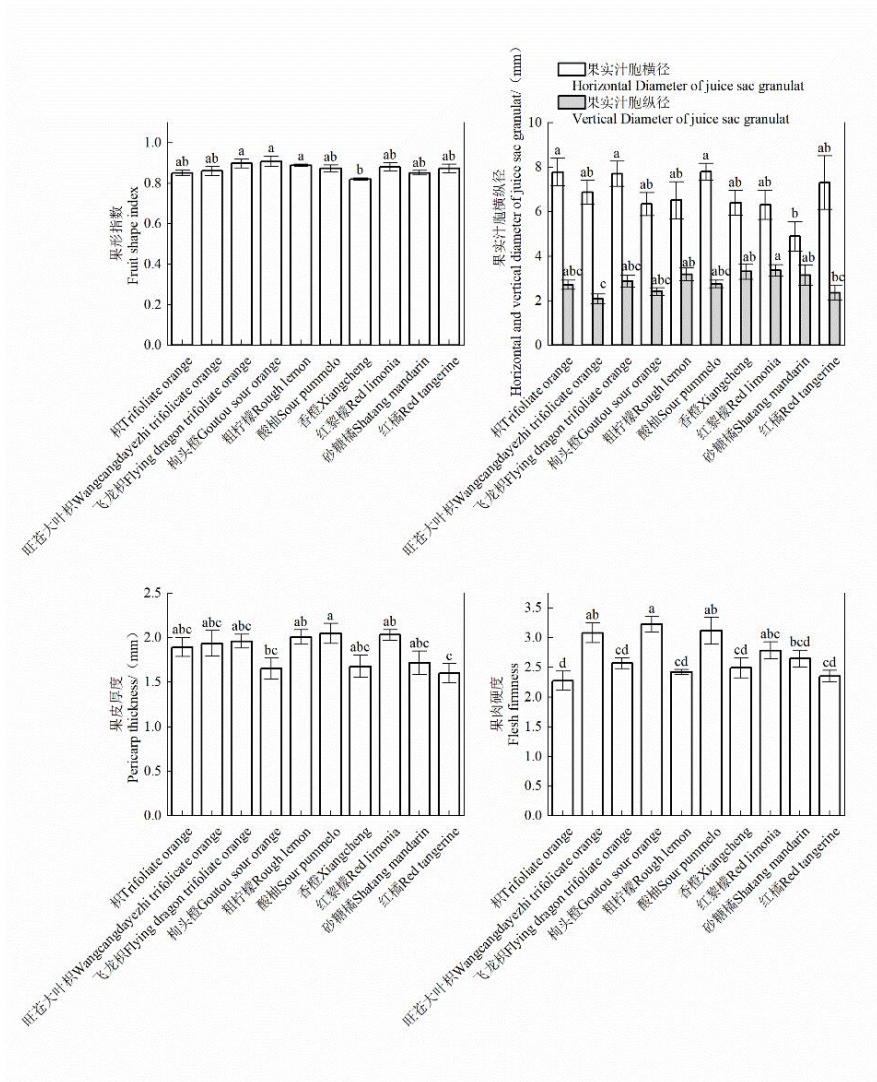 果形指数
Fruit shape index
1.0
0.8
0.6
0.4
0.2
0.0
ab ab a a a ab b ab ab ab
枳Trifoliate orange
旺苍大叶枳Wangcangdayezhi trifolicate orange
飞龙枳Flying dragon trifoliate orange
枸头橙Goutou sour orange
粗柠檬Rough lemon
酸柚Sour pummelo
香橙Xiangcheng
红黎檬Red limonia
砂糖橘Shatang mandarin
红橘Red tangerine
果实汁胞横径
Horizontal Diameter of juice sac granulat
果实汁胞纵径
Vertical Diameter of juice sac granulat
果实汁胞横纵径
Horizontal and vertical diameter of juice sac granulat/（mm）
10
8
6
4
2
0
a ab a ab ab a ab ab b ab
abc c abc abc ab abc ab a ab bc
枳Trifoliate orange
旺苍大叶枳Wangcangdayezhi trifolicate orange
飞龙枳Flying dragon trifoliate orange
枸头橙Goutou sour orange
粗柠檬Rough lemon
酸柚Sour pummelo
香橙Xiangcheng
红黎檬Red limonia
砂糖橘Shatang mandarin
红橘Red tangerine
果皮厚度
Pericarp thickness/（mm）
2.5
2.0
1.5
1.0
0.5
0.0
abc abc abc bc ab a abc ab abc c
枳Trifoliate orange
旺苍大叶枳Wangcangdayezhi trifolicate orange
飞龙枳Flying dragon trifoliate orange
枸头橙Goutou sour orange
粗柠檬Rough lemon
酸柚Sour pummelo
香橙Xiangcheng
红黎檬Red limonia
砂糖橘Shatang mandarin
红橘Red tangerine
果肉硬度
Flesh firmness
3.5
3.0
2.5
2.0
1.5
1.0
0.5
0.0
d ab cd a cd ab cd abc bcd cd
枳Trifoliate orange
旺苍大叶枳Wangcangdayezhi trifolicate orange
飞龙枳Flying dragon trifoliate orange
枸头橙Goutou sour orange
粗柠檬Rough lemon
酸柚Sour pummelo
香橙Xiangcheng
红黎檬Red limonia
砂糖橘Shatang mandarin
红橘Red tangerine